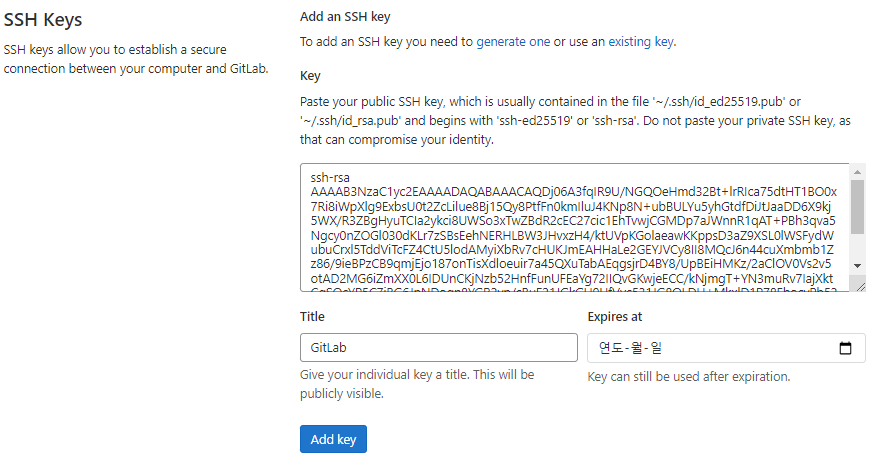 SSH Keys
SSH keys allow you to establish a secure
connection between your computer and GitLab.
Add an SSH key
To add an SSH key you need to generate one or use an existing key.
Key
Paste your public SSH key, which is usually contained in the file '~/.ssh/id_ed25519.pub' or
'~/.ssh/id_rsa.pub' and begins with 'ssh-ed25519' or 'ssh-rsa'. Do not paste your private SSH key, as
that can compromise your identity.
ssh-rsa
AAAAB3NzaC1yc2EAAAADAQABAAACAQDj06A3fqIR9U/NGQOeHmd32Bt+lrRIca75dtHT1BO0x
7Ri8iWpXlg9ExbsU0t2ZcLilue8Bj15Qy8PtfFn0kmIluJ4KNp8N+ubBULYu5yhGtdfDiJtJaaDD6X9kj
5WX/R3ZBgHyuTCIa2ykci8UWSo3xTwZBdR2cEC27cic1EhTvwjCGMDp7aJWnnR1qAT+PBh3qva5
Ngcy0nZOGl030dKLr7zSBsEehNERHLBW3JHvxzH4/ktUVpKGolaeawKKppsD3aZ9XSL0lWSFydW
ubuCrxl5TddViTcFZ4CtU5lodAMyiXbRv7cHUKJmEAHHaLe2GEYJVCy8II8MQcJ6n44cuXmbmb1Z
z86/9ieBPzCB9qmjEjo187onTisXdloeuir7a45QXuTabAEqgsjrD4BY8/UpBEiHMKz/2aClOV0Vs2v5
otAD2MG6iZmXX0L6IDUnCKjNzb52HnfFunUFEaYg72IIQvGKwjeECC/kNjmgT+YN3muRv7IajXkt
Title
GitLab
Give your individual key a title. This will be
publicly visible.
Expires at
연도-월-일
Key can still be used after expiration.
Add key